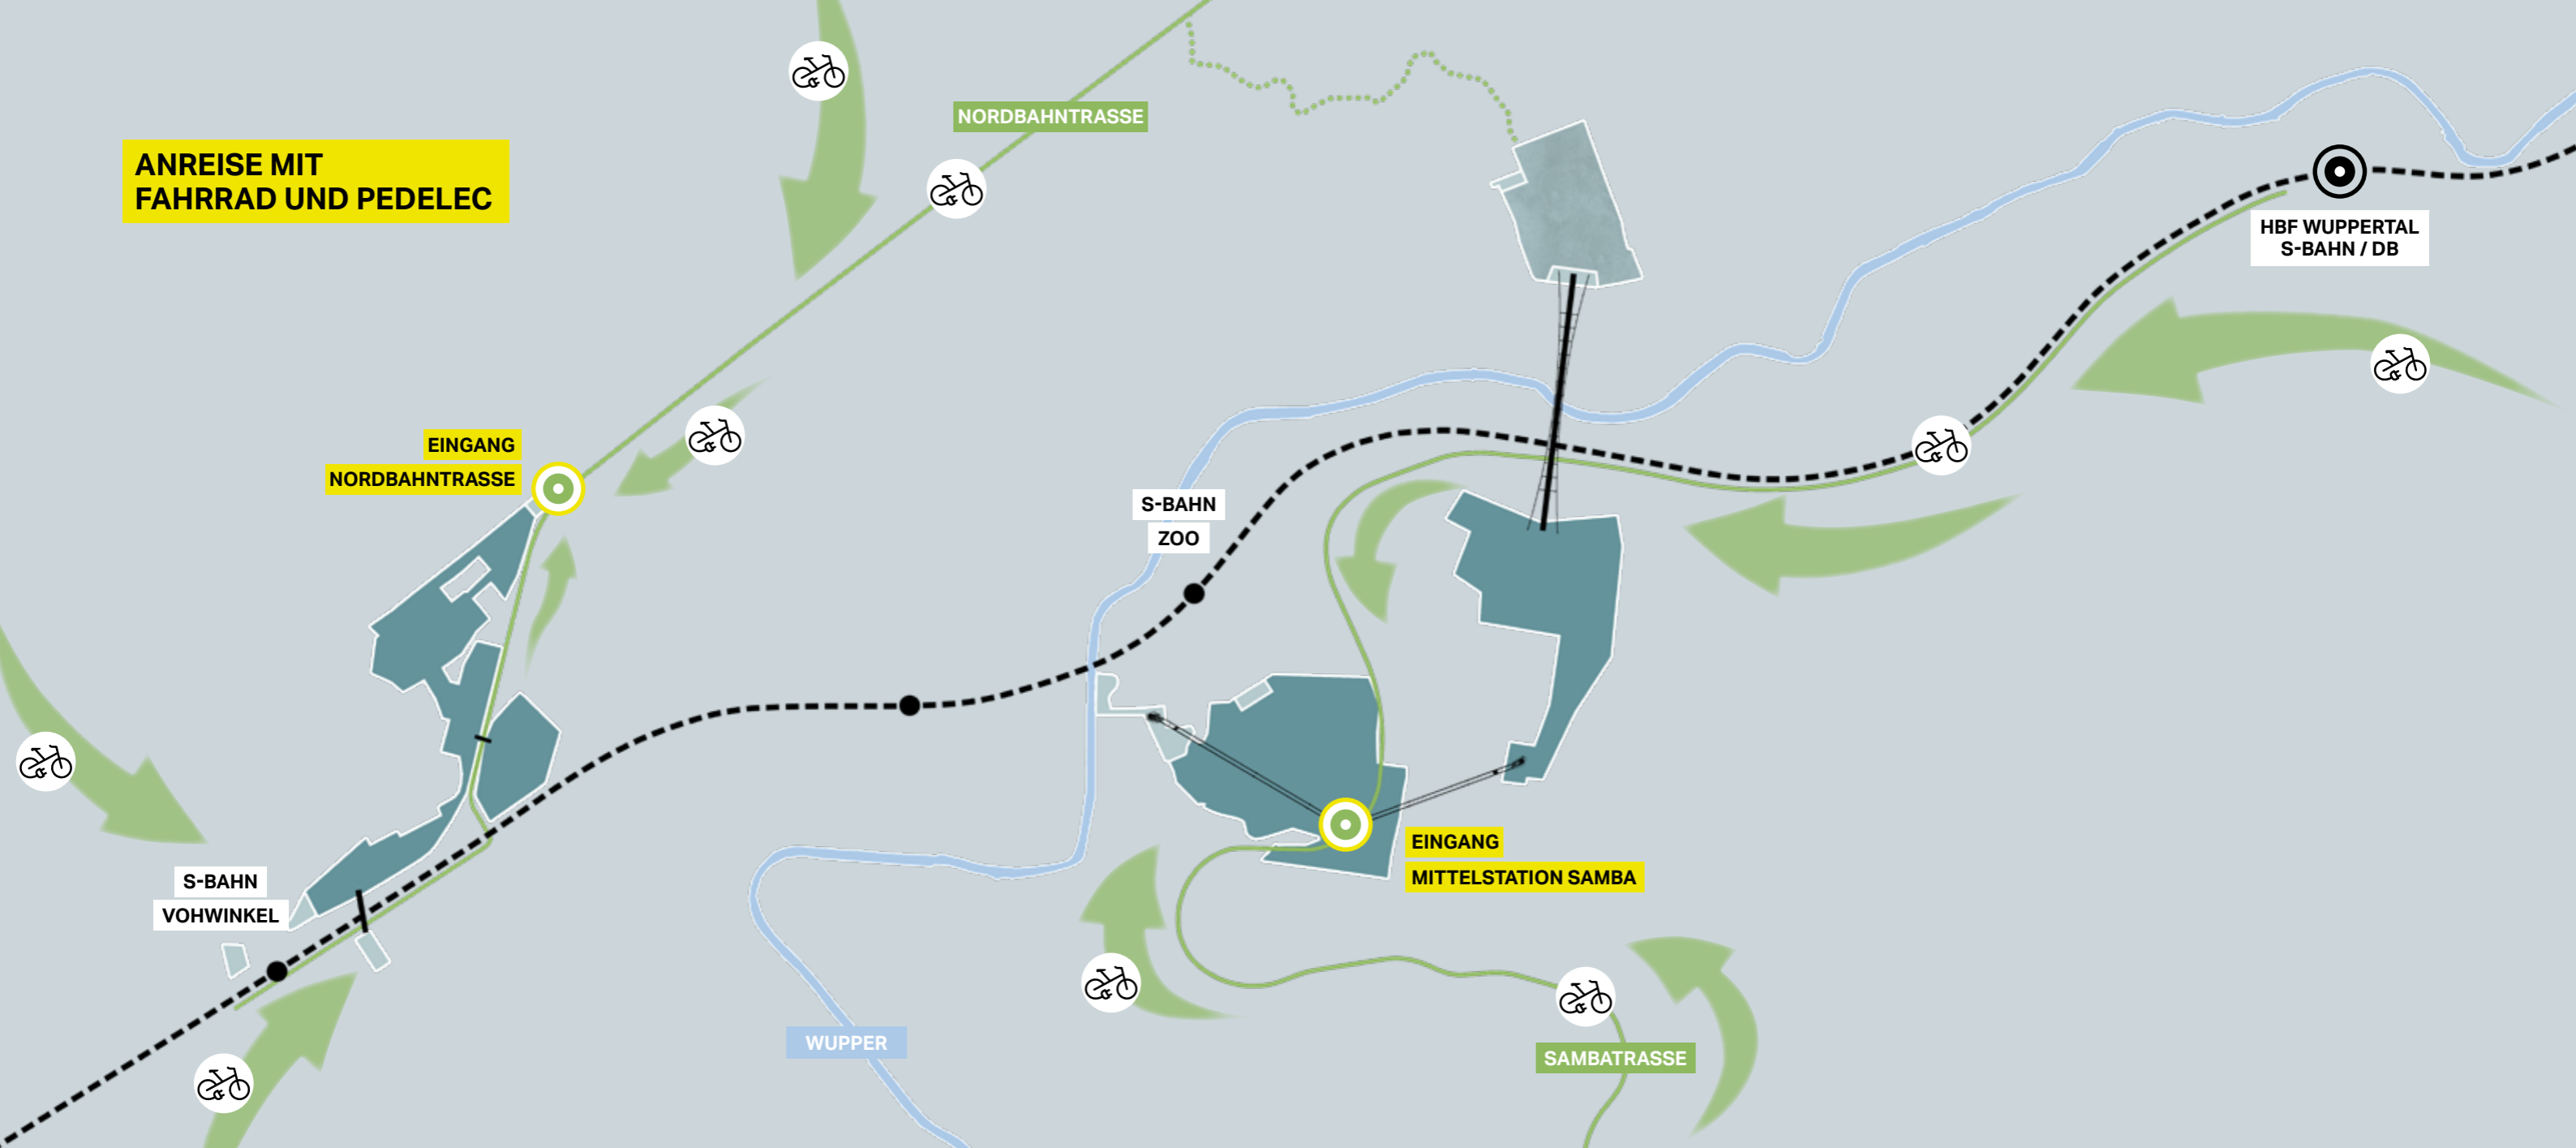 ANREISE MIT
FAHRRAD UND PEDELEC
NORDBAHNTRASSE
HBF WUPPERTAL
S-BAHN / DB
EINGANG
NORDBAHNTRASSE
S-BAHN
ZOO
EINGANG
MITTELSTATION SAMBA
S-BAHN
VOHWINKEL
WUPPER
SAMBATRASSE